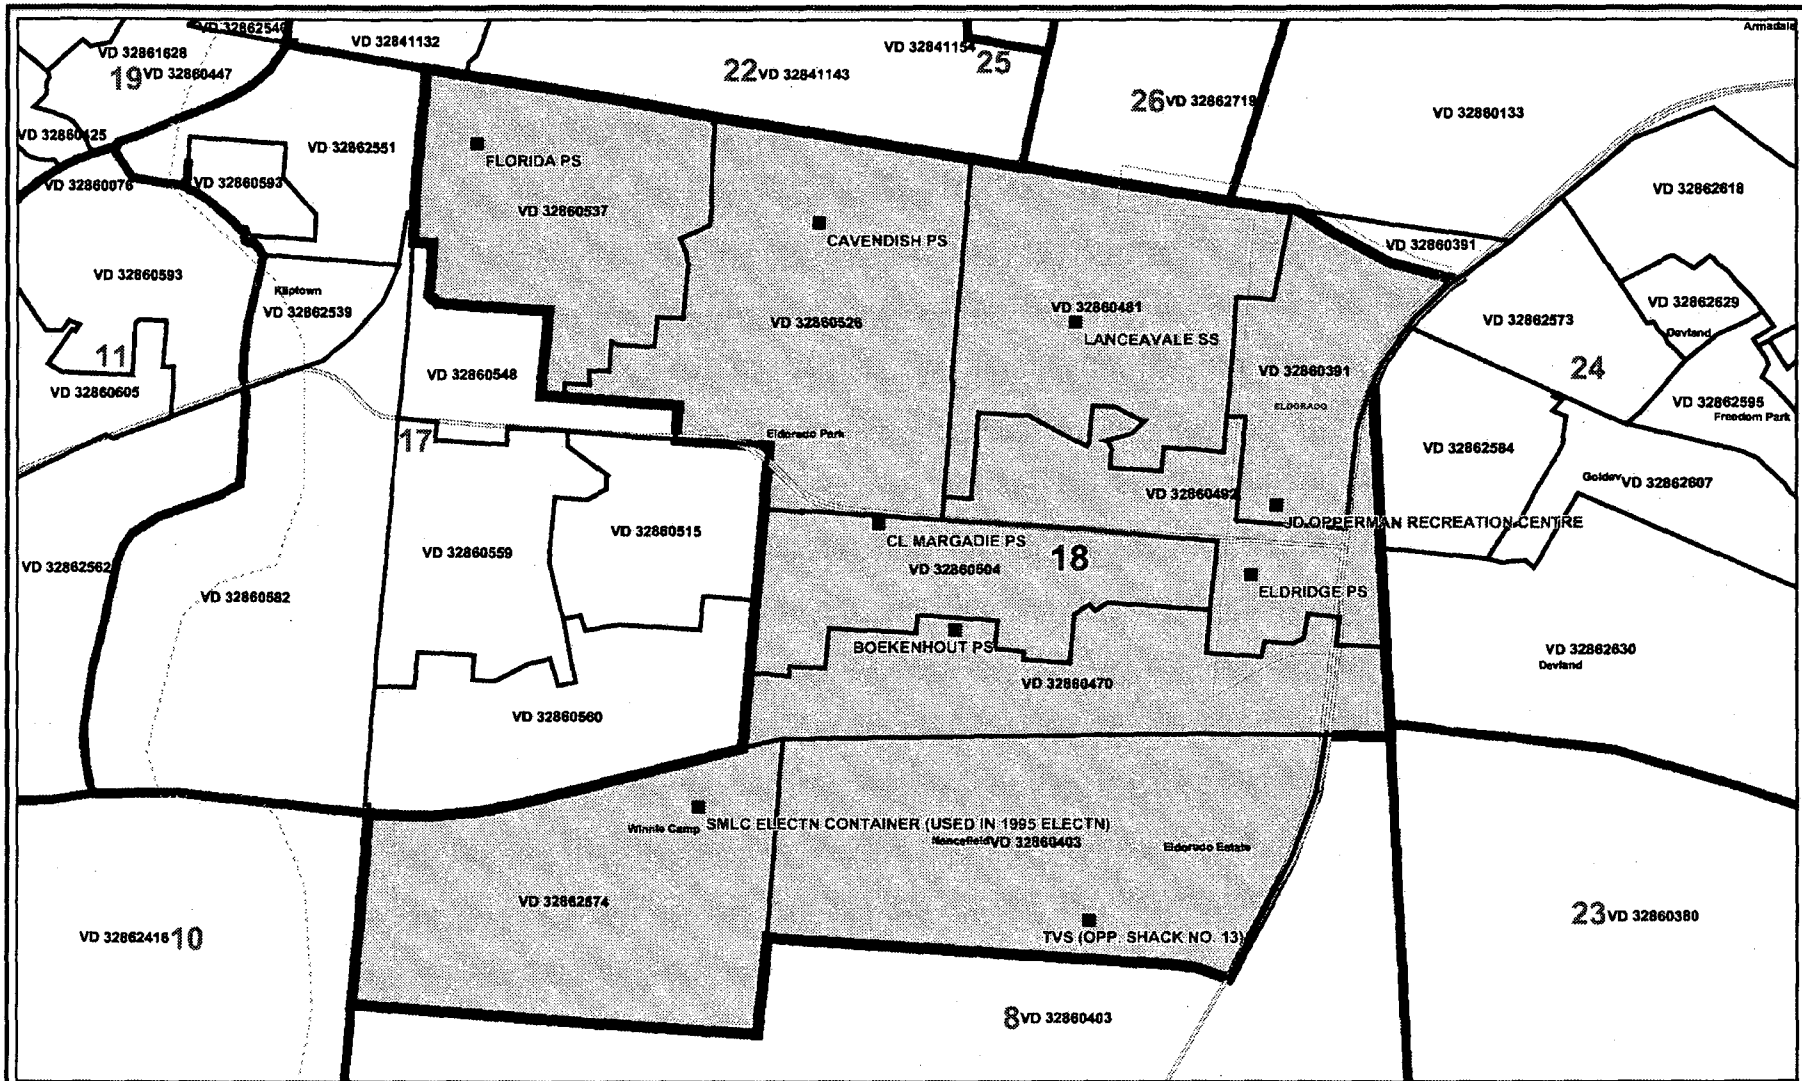 Armadale
VD 32862540
VD 32841132
VD 32841154
25
VD 32861628
19 VD 32860447
22 VD 32841143
26 VD 32862719
VD 32860133
VD 32860425
VD 32862551
FLORIDA PS
VD 32860076
VD 32860593
VD 32862618
VD 32860537
CAVENDISH PS
VD 32860391
VD 32860593
Kliptown
VD 32862539
VD 32860481
VD 32862629
VD 32860526
LANCEAVALE SS
VD 32862573
Devland
11
VD 32860605
VD 32860548
VD 32860391
24
ELDORADO
VD 32862595
Freedom Park
17
Eldorado Park
VD 32862584
VD 32860492
VD 32862607
JD OPPERMAN RECREATION CENTRE
VD 32860515
CL MARGADIE PS
VD 32860559
18
VD 32862562
VD 32860504
VD 32860582
ELDRIDGE PS
BOEKENHOUT PS
VD 32862630
Devland
VD 32860470
VD 32860560
Winnie Camp
SMLC ELECTN CONTAINER (USED IN 1995 ELECTN)
Nancefield VD 32860403
Eldorado Estate
VD 32862574
VD 32862416 10
23 VD 32860380
TVS (OPP. SHACK NO. 13)
8 VD 32860403